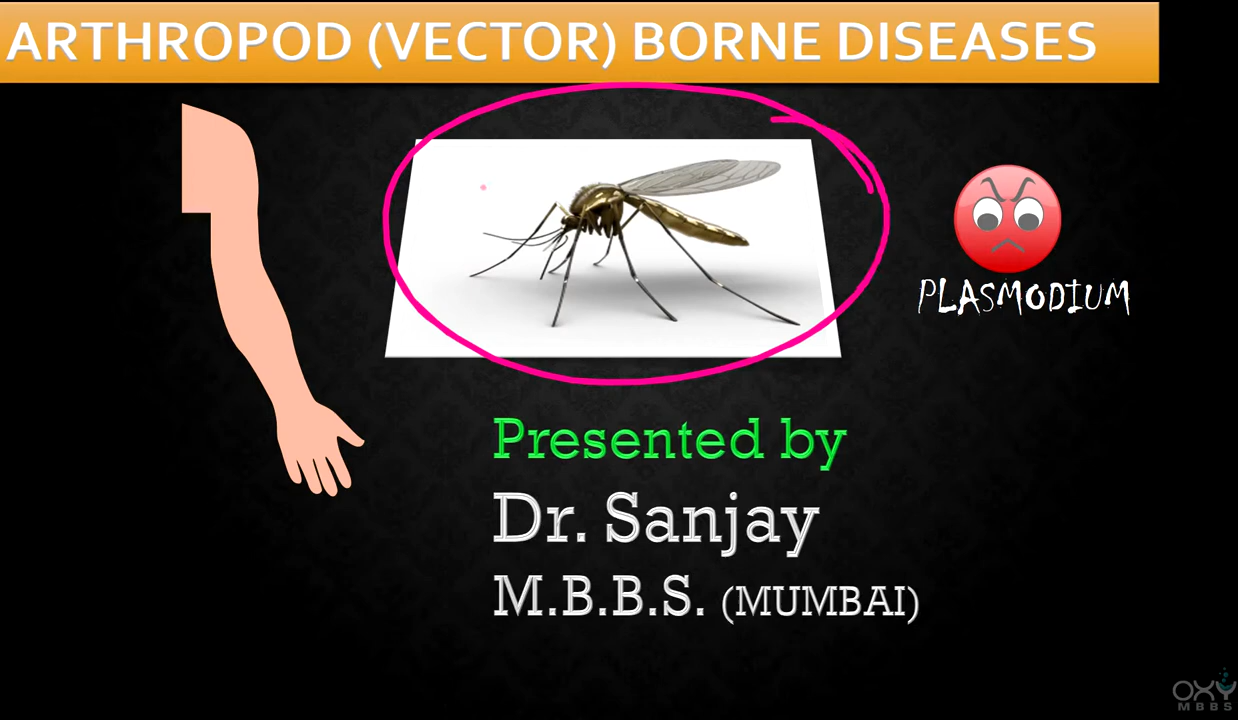 ARTHROPOD (VECTOR) BORNE DISEASES
PLASMODIUM
Presented by
Dr. Sanjay
M.B.B.S. (MUMBAI)
OXY
MBBS